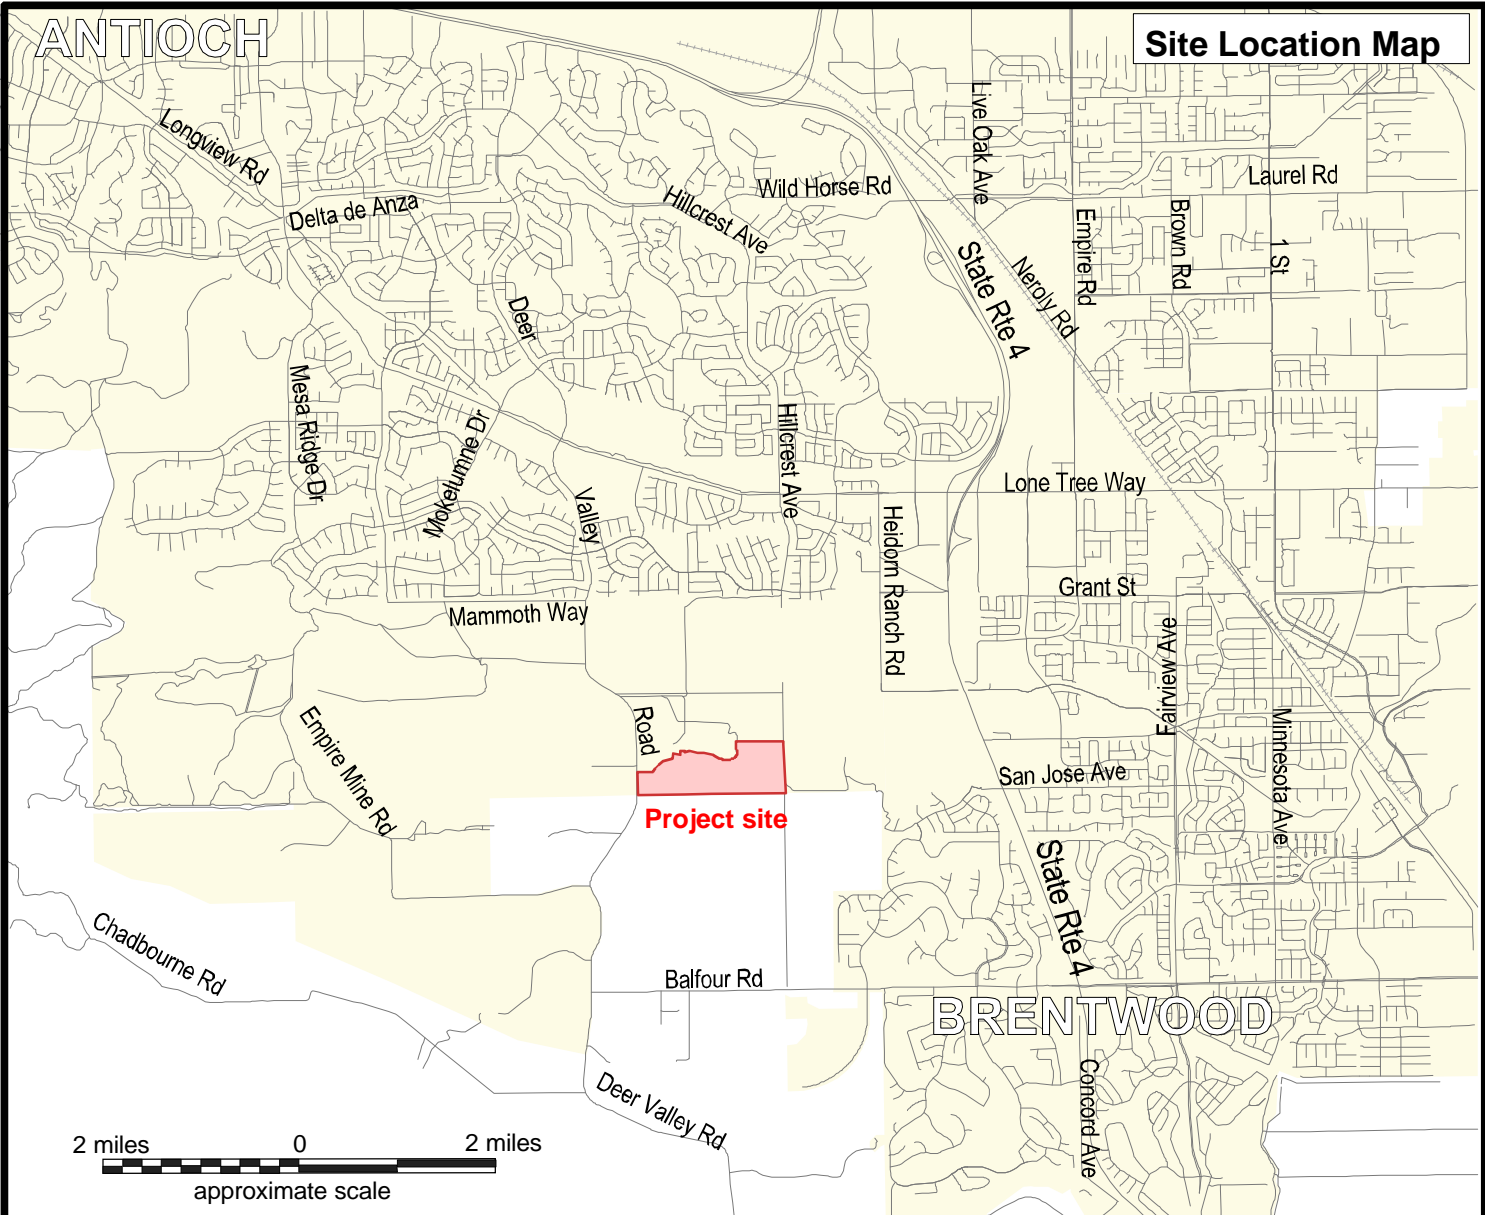 ANTIOCH
Site Location Map
Longview Rd
Live Oak Ave
Wild Horse Rd
Laurel Rd
Delta de Anza
Hillcrest Ave
Empire Rd
Brown Rd
1 St
State Rte 4
Neroly Rd
Deer
Mesa Ridge Dr
Mokelumne Dr
Hillcrest Ave
Lone Tree Way
Valley
Heidorn Ranch Rd
Grant St
Mammoth Way
Fairview Ave
Empire Mine Rd
Road
Minnesota Ave
San Jose Ave
Project site
State Rte 4
Chadbourne Rd
Balfour Rd
BRENTWOOD
Deer Valley Rd
Concord Ave
2 miles 0 2 miles
approximate scale